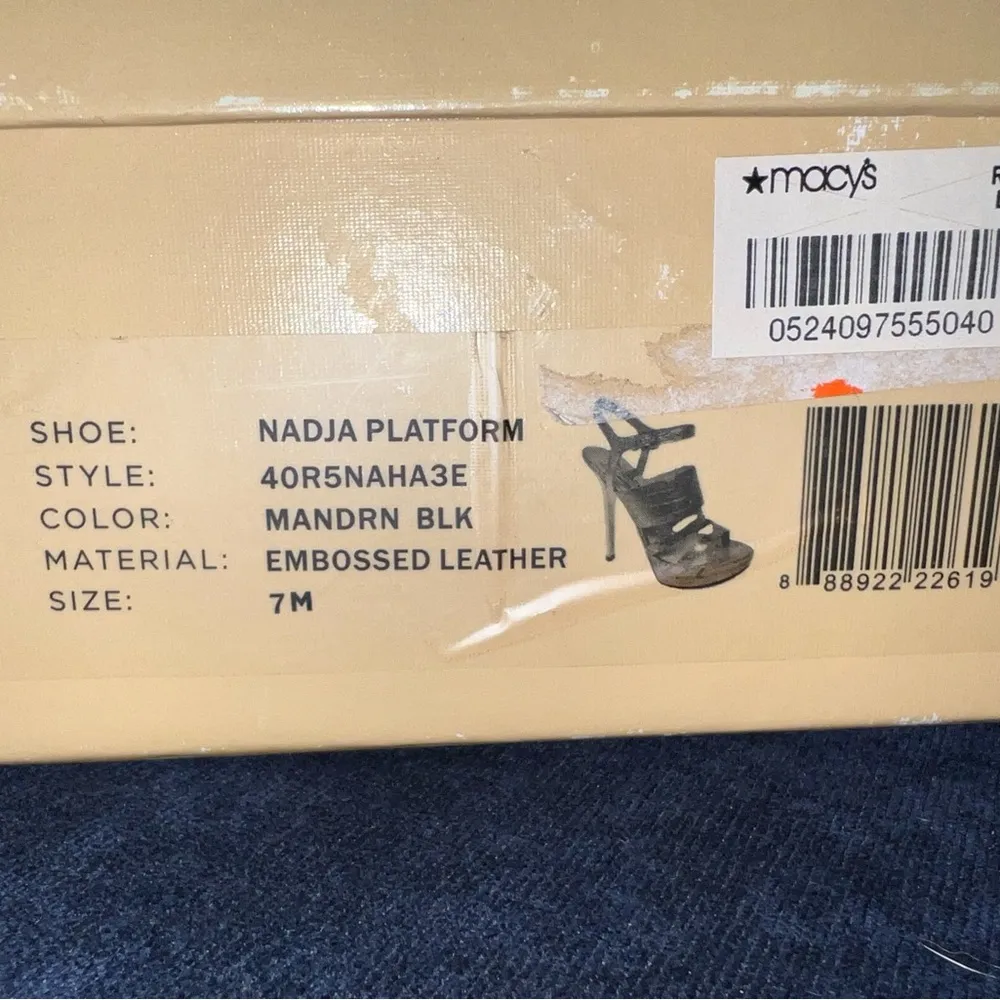 ★macy's
0524097555040
SHOE: NADJA PLATFORM
STYLE: 40R5NAHA3E
COLOR: MANDRN BLK
MATERIAL: EMBOSSED LEATHER
SIZE: 7M
8 88922 22619